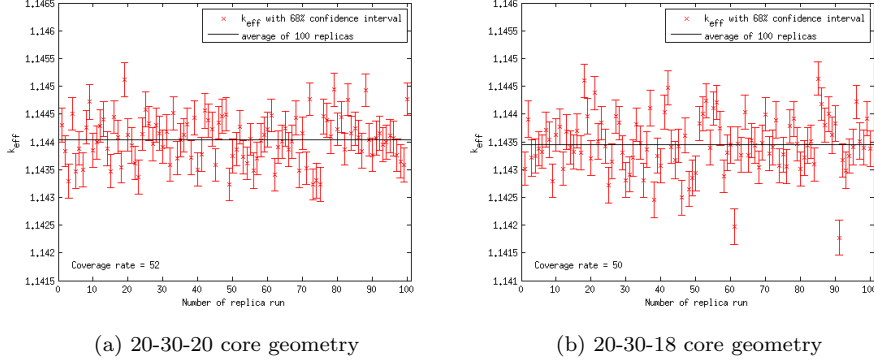 1,1465
1,146
1,1455
1,145
1,1445
1,144
1,1435
1,143
1,1425
1,142
1,1415
k_eff
k_eff with 68% confidence interval
average of 100 replicas
Coverage rate = 52
0 10 20 30 40 50 60 70 80 90 100
Number of replica run
(a) 20-30-20 core geometry
1,146
1,1455
1,145
1,1445
1,144
1,1435
1,143
1,1425
1,142
1,1415
1,141
k_eff
k_eff with 68% confidence interval
average of 100 replicas
Coverage rate = 50
0 10 20 30 40 50 60 70 80 90 100
Number of replica run
(b) 20-30-18 core geometry